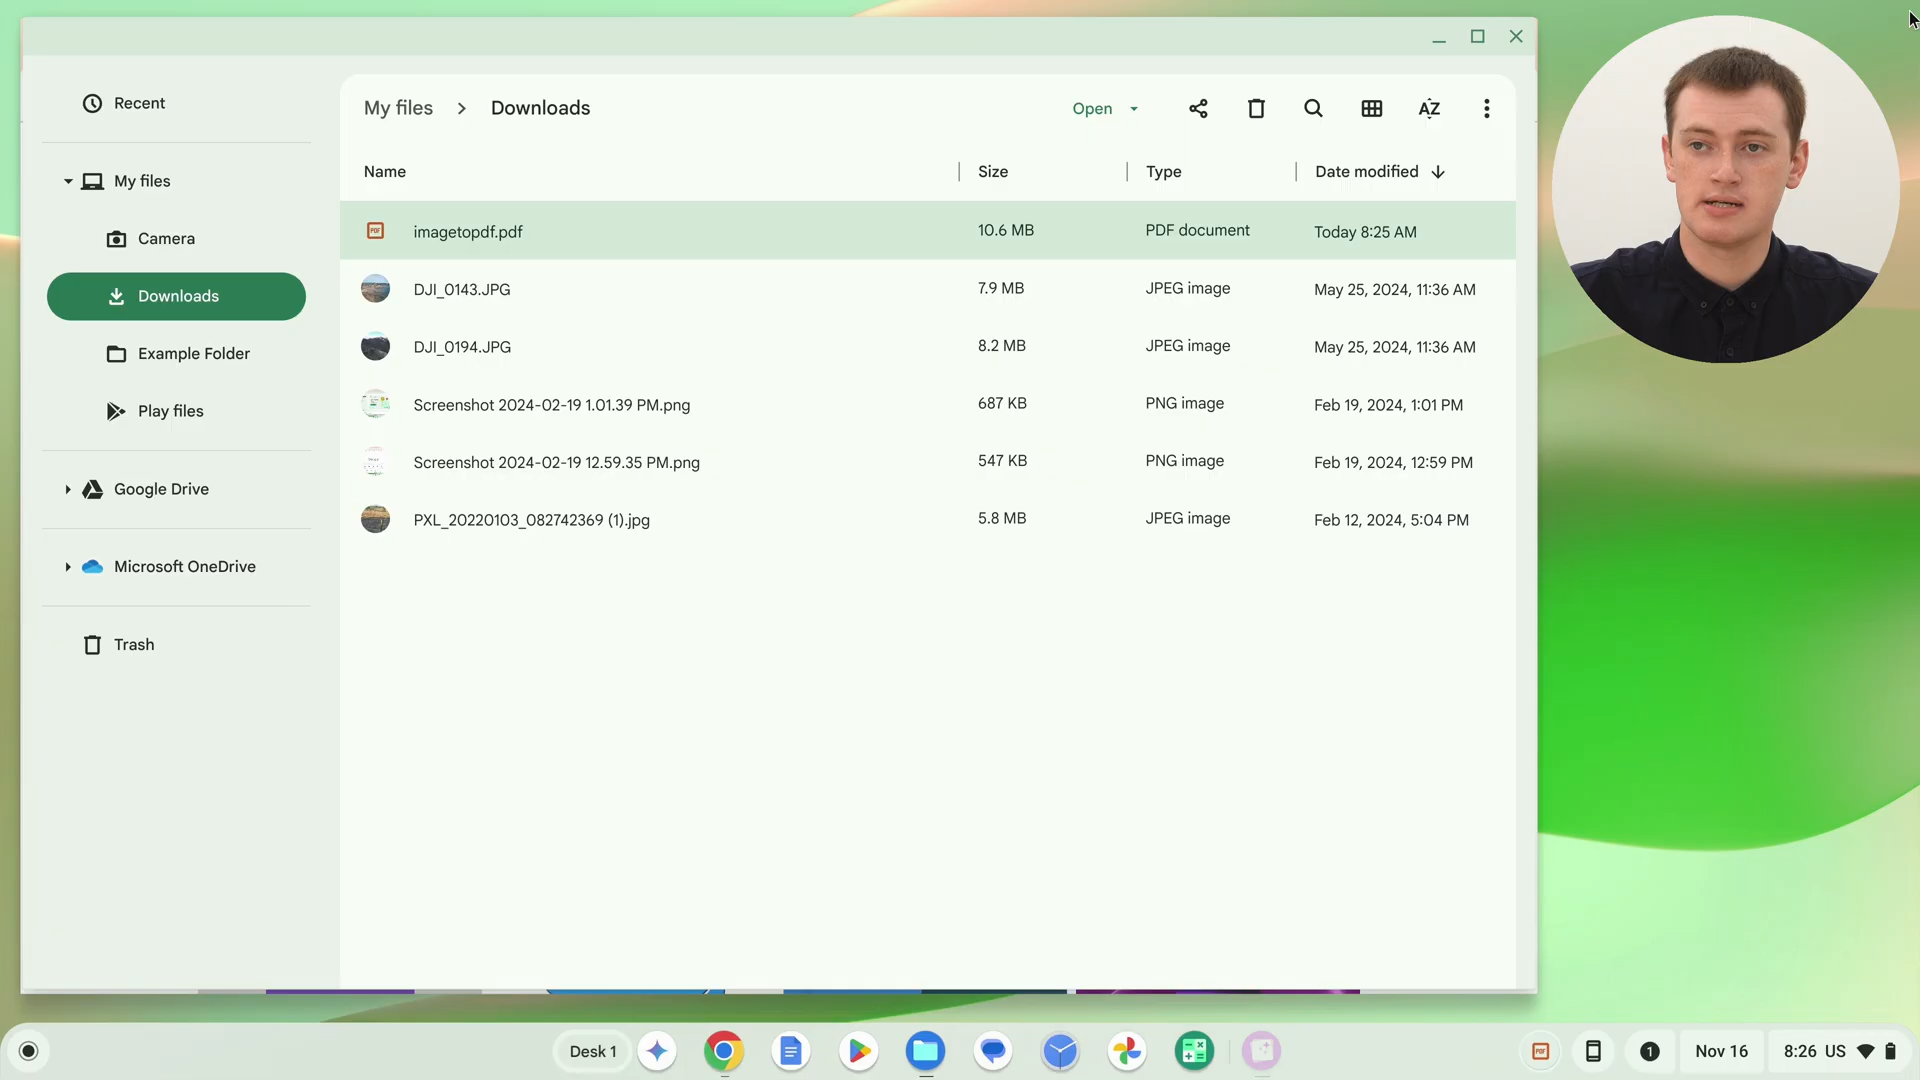 Recent
My files
Camera
Downloads
Example Folder
Play files
Google Drive
Microsoft OneDrive
Trash
My files > Downloads
Open
AZ
Name Size Type Date modified
PDF imagetopdf.pdf 10.6 MB PDF document Today 8:25 AM
DJI_0143.JPG 7.9 MB JPEG image May 25, 2024, 11:36 AM
DJI_0194.JPG 8.2 MB JPEG image May 25, 2024, 11:36 AM
Screenshot 2024-02-19 1.01.39 PM.png 687 KB PNG image Feb 19, 2024, 1:01 PM
Screenshot 2024-02-19 12.59.35 PM.png 547 KB PNG image Feb 19, 2024, 12:59 PM
PXL_20220103_082742369 (1).jpg 5.8 MB JPEG image Feb 12, 2024, 5:04 PM
Desk 1
PDF
1
Nov 16
8:26 US